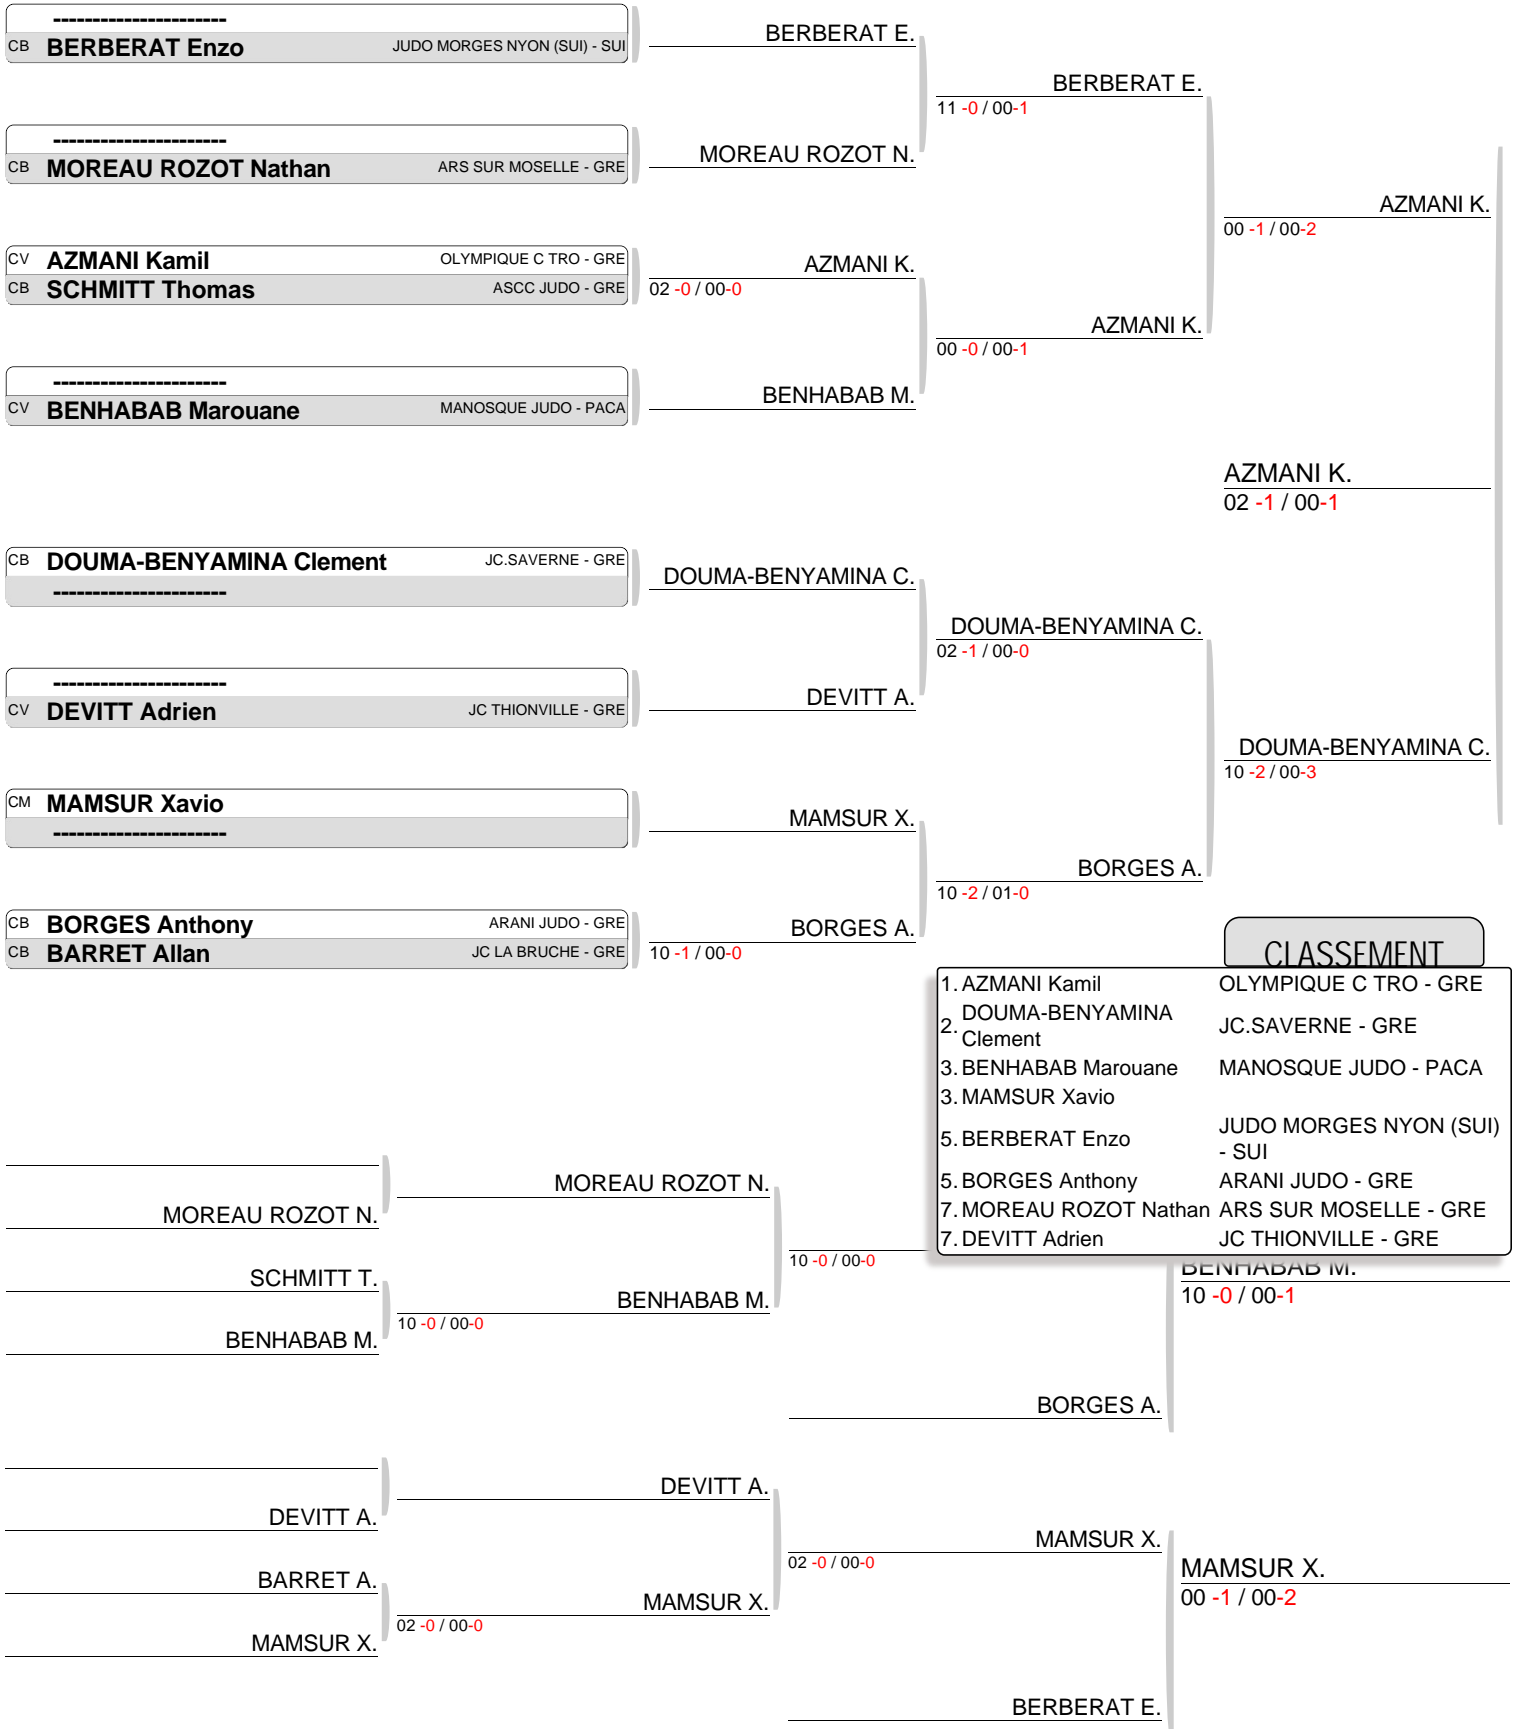 ----------------------
CB BERBERAT Enzo JUDO MORGES NYON (SUI) - SUI
BERBERAT E.
BERBERAT E.
11 -0 / 00-1
----------------------
CB MOREAU ROZOT Nathan ARS SUR MOSELLE - GRE
MOREAU ROZOT N.
AZMANI K.
00 -1 / 00-2
CV AZMANI Kamil OLYMPIQUE C TRO - GRE
CB SCHMITT Thomas ASCC JUDO - GRE
AZMANI K.
02 -0 / 00-0
AZMANI K.
00 -0 / 00-1
----------------------
CV BENHABAB Marouane MANOSQUE JUDO - PACA
BENHABAB M.
AZMANI K.
02 -1 / 00-1
CB DOUMA-BENYAMINA Clement JC.SAVERNE - GRE
----------------------
DOUMA-BENYAMINA C.
DOUMA-BENYAMINA C.
02 -1 / 00-0
----------------------
CV DEVITT Adrien JC THIONVILLE - GRE
DEVITT A.
DOUMA-BENYAMINA C.
10 -2 / 00-3
CM MAMSUR Xavio
----------------------
MAMSUR X.
BORGES A.
10 -2 / 01-0
CB BORGES Anthony ARANI JUDO - GRE
CB BARRET Allan JC LA BRUCHE - GRE
BORGES A.
10 -1 / 00-0
CLASSEMENT
1. AZMANI Kamil OLYMPIQUE C TRO - GRE
2. DOUMA-BENYAMINA Clement JC.SAVERNE - GRE
3. BENHABAB Marouane MANOSQUE JUDO - PACA
3. MAMSUR Xavio
5. BERBERAT Enzo JUDO MORGES NYON (SUI) - SUI
5. BORGES Anthony ARANI JUDO - GRE
7. MOREAU ROZOT Nathan ARS SUR MOSELLE - GRE
7. DEVITT Adrien JC THIONVILLE - GRE
MOREAU ROZOT N.
MOREAU ROZOT N.
10 -0 / 00-0
SCHMITT T.
BENHABAB M.
10 -0 / 00-0
BENHABAB M.
BENHABAB M.
10 -0 / 00-1
BORGES A.
DEVITT A.
DEVITT A.
MAMSUR X.
02 -0 / 00-0
MAMSUR X.
00 -1 / 00-2
BARRET A.
MAMSUR X.
02 -0 / 00-0
MAMSUR X.
BERBERAT E.